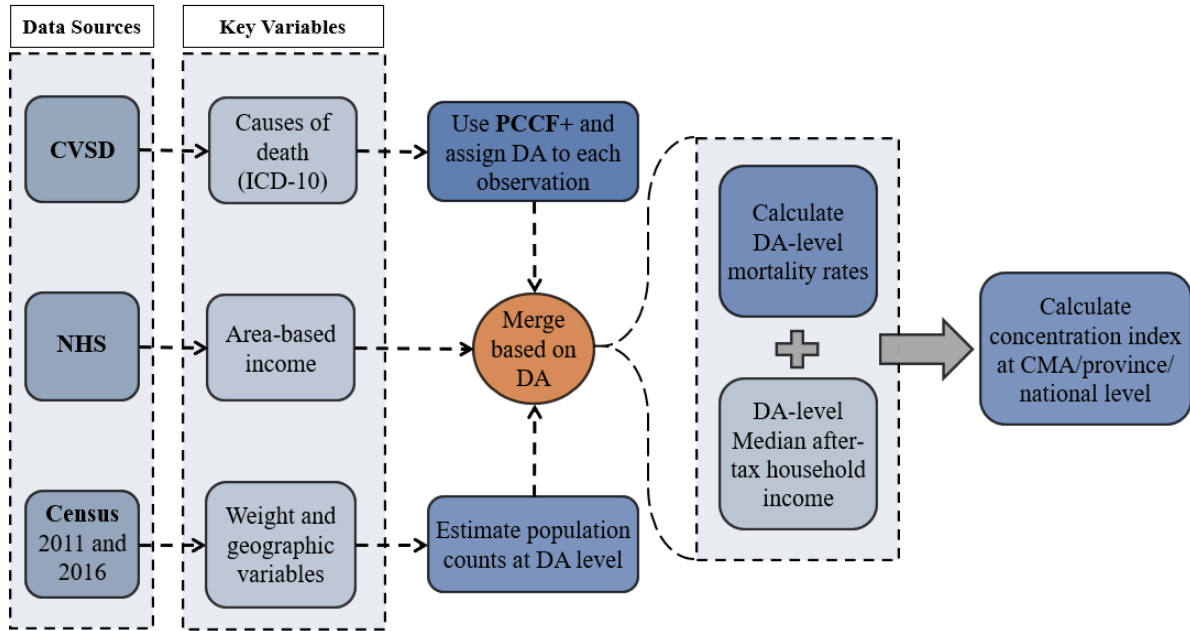 Data Sources
Key Variables
CVSD
Causes of
death
(ICD-10)
Use PCCF+ and
assign DA to each
observation
NHS
Area-based
income
Merge
based on
DA
Census
2011 and
2016
Weight and
geographic
variables
Estimate population
counts at DA level
Calculate
DA-level
mortality rates
DA-level
Median after-
tax household
income
Calculate
concentration index
at CMA/province/
national level